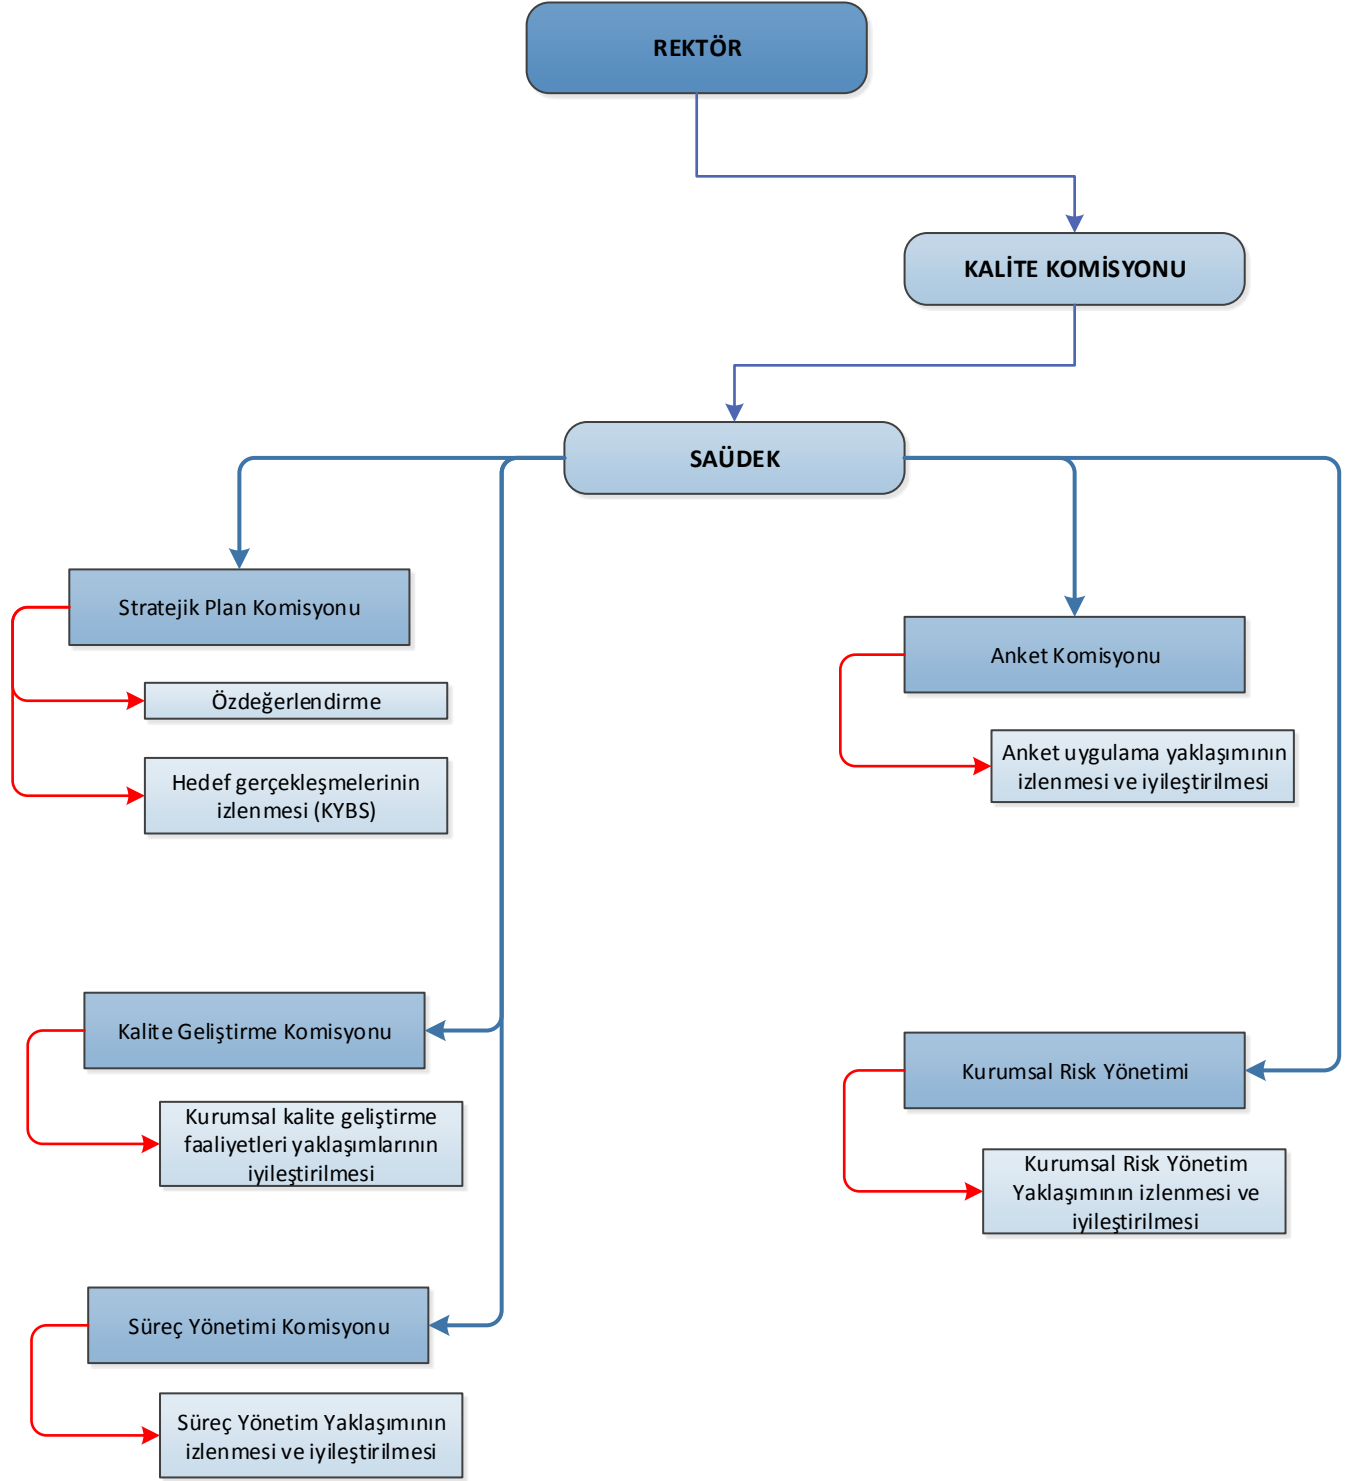 REKTÖR
KALİTE KOMİSYONU
SAÜDEK
Stratejik Plan Komisyonu
Özdeğerlendirme
Hedef gerçekleşmelerinin
izlenmesi (KYBS)
Anket Komisyonu
Anket uygulama yaklaşımının
izlenmesi ve iyileştirilmesi
Kalite Geliştirme Komisyonu
Kurumsal kalite geliştirme
faaliyetleri yaklaşımlarının
iyileştirilmesi
Kurumsal Risk Yönetimi
Kurumsal Risk Yönetim
Yaklaşımının izlenmesi ve
iyileştirilmesi
Süreç Yönetimi Komisyonu
Süreç Yönetim Yaklaşımının
izlenmesi ve iyileştirilmesi